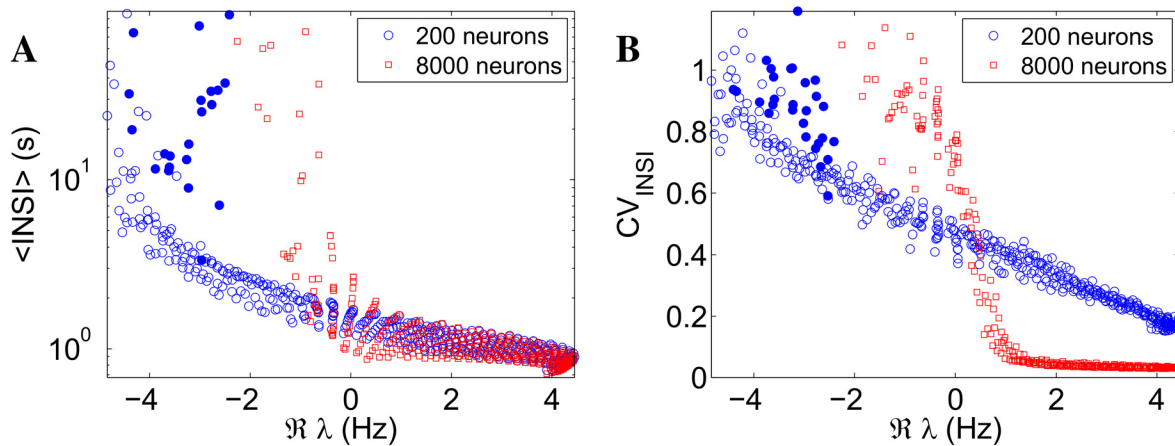 A
<INSI> (s)
10¹
10⁰
200 neurons
8000 neurons
−4 −2 0 2 4
ℜ λ (Hz)
B
CV_INSI
1
0.8
0.6
0.4
0.2
0
200 neurons
8000 neurons
−4 −2 0 2 4
ℜ λ (Hz)